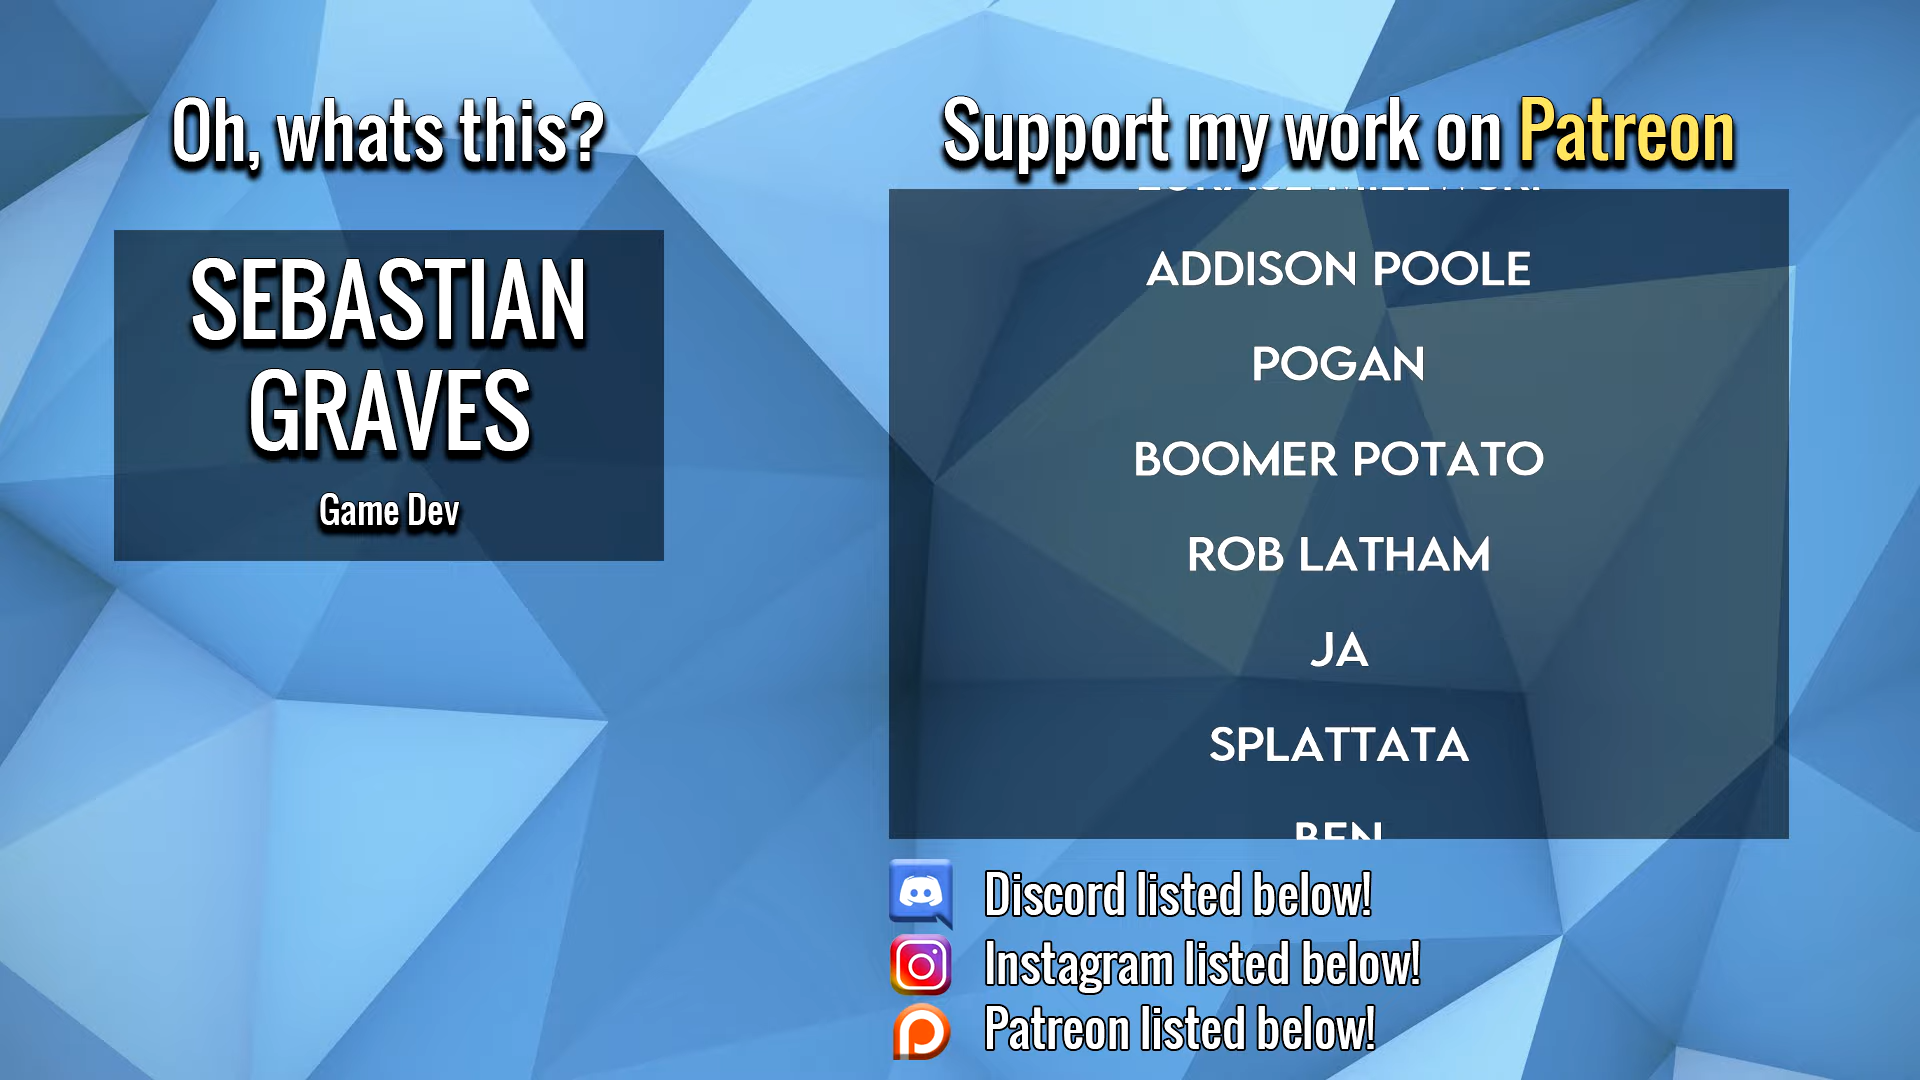 Oh, whats this?
SEBASTIAN
GRAVES
Game Dev
Support my work on Patreon
ADDISON POOLE
POGAN
BOOMER POTATO
ROB LATHAM
JA
SPLATTATA
BEN
Discord listed below!
Instagram listed below!
Patreon listed below!